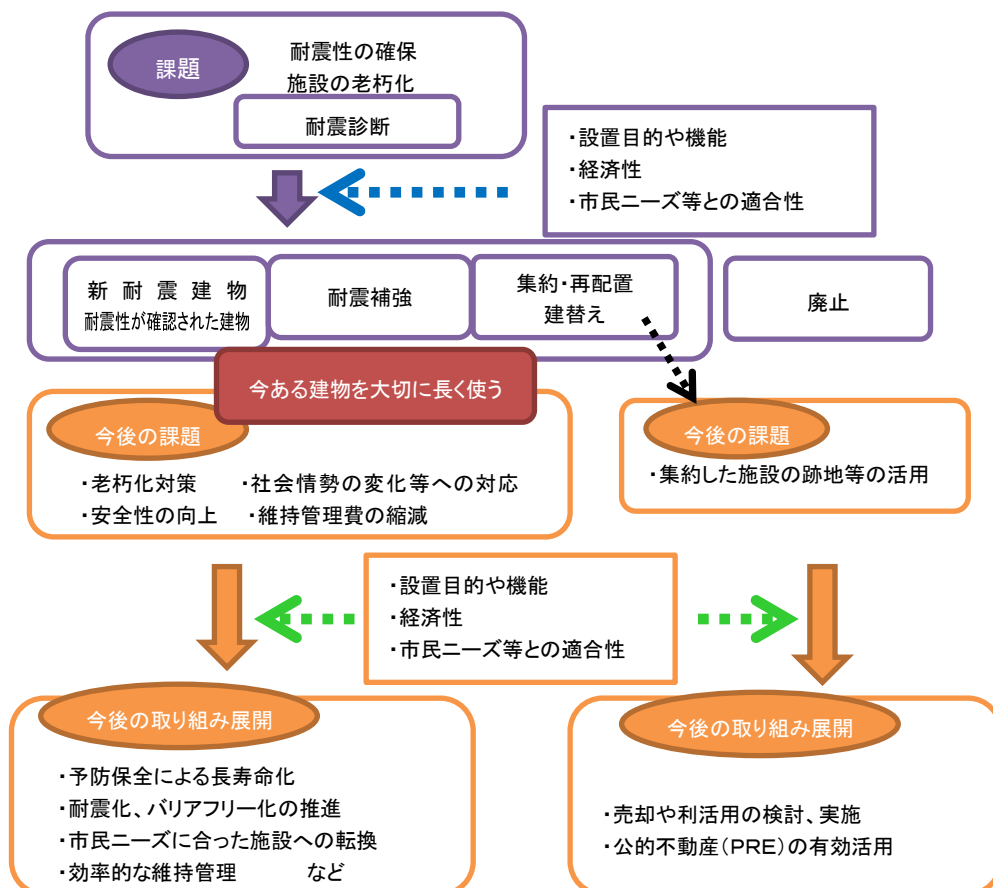 課題
耐震性の確保
施設の老朽化
耐震診断
・設置目的や機能
・経済性
・市民ニーズ等との適合性
新 耐 震 建 物
耐震性が確認された建物
耐震補強
集約・再配置
建替え
廃止
今ある建物を大切に長く使う
今後の課題
・老朽化対策 ・社会情勢の変化等への対応
・安全性の向上 ・維持管理費の縮減
今後の課題
・集約した施設の跡地等の活用
・設置目的や機能
・経済性
・市民ニーズ等との適合性
今後の取り組み展開
・予防保全による長寿命化
・耐震化、バリアフリー化の推進
・市民ニーズに合った施設への転換
・効率的な維持管理 など
今後の取り組み展開
・売却や利活用の検討、実施
・公的不動産(PRE)の有効活用